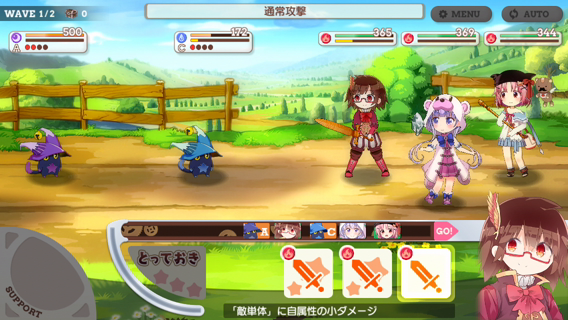 WAVE 1/2
0
通常攻撃
MENU
AUTO
500
A
172
C
365
369
344
A
C
GO!
とっておき
SUPPORT
「敵単体」に自属性の小ダメージ